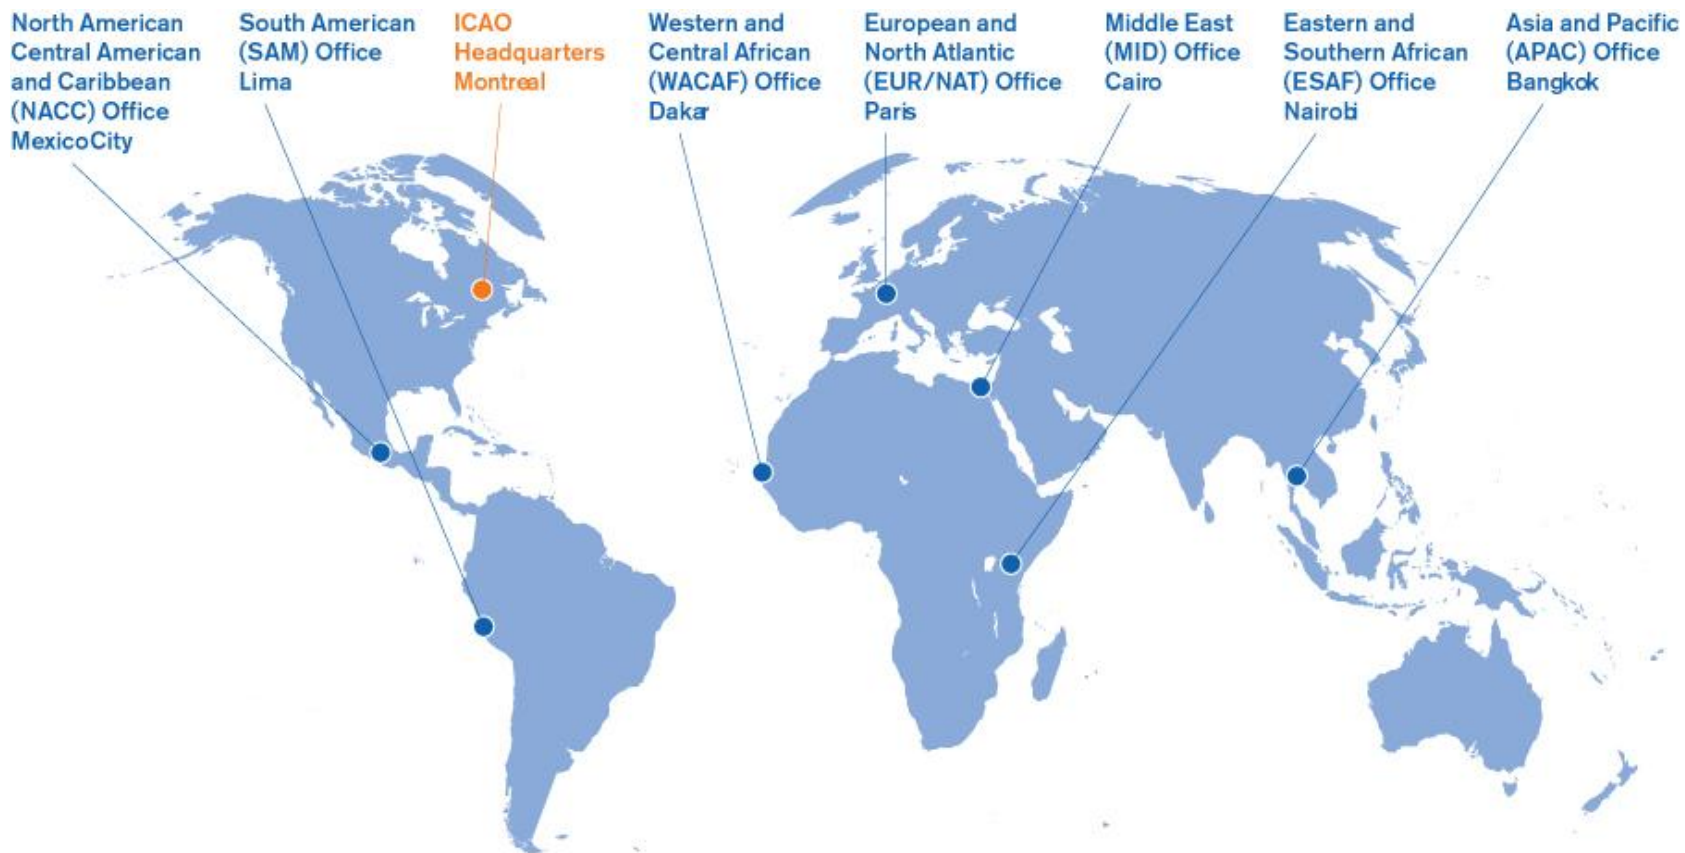 North American
Central American
and Caribbean
(NACC) Office
MexicoCity
South American
(SAM) Office
Lima
ICAO
Headquarters
Montreal
Western and
Central African
(WACAF) Office
Dakar
European and
North Atlantic
(EUR/NAT) Office
Paris
Middle East
(MID) Office
Cairo
Eastern and
Southern African
(ESAF) Office
Nairobi
Asia and Pacific
(APAC) Office
Bangkok